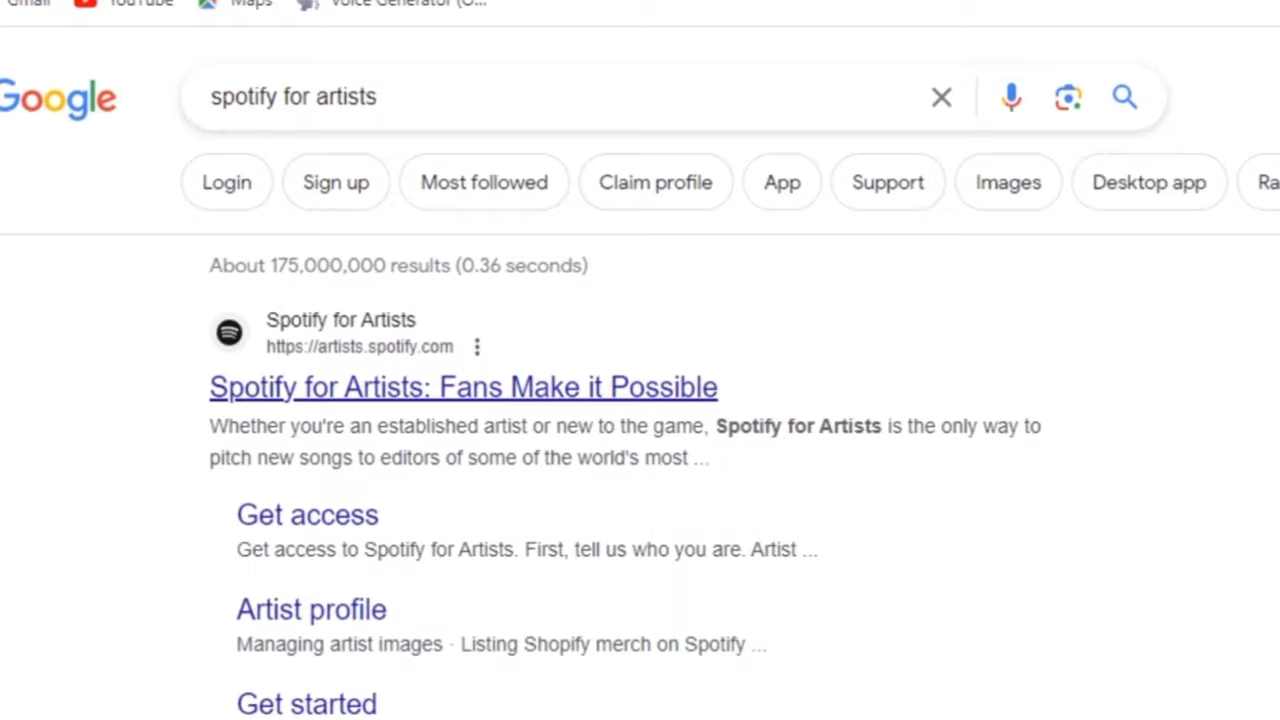 Gmail YouTube Maps Voice Generator (O...
Google spotify for artists
Login Sign up Most followed Claim profile App Support Images Desktop app Ra
About 175,000,000 results (0.36 seconds)
Spotify for Artists
https://artists.spotify.com
Spotify for Artists: Fans Make it Possible
Whether you're an established artist or new to the game, Spotify for Artists is the only way to
pitch new songs to editors of some of the world's most ...
Get access
Get access to Spotify for Artists. First, tell us who you are. Artist ...
Artist profile
Managing artist images · Listing Shopify merch on Spotify ...
Get started